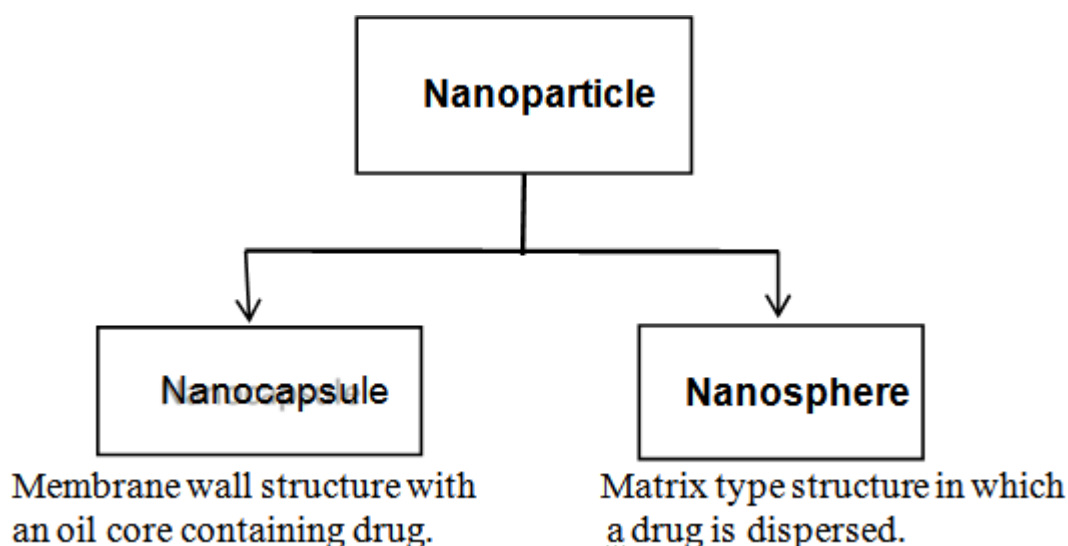 Nanoparticle
Nanocapsule
Nanosphere
Membrane wall structure with
an oil core containing drug.
Matrix type structure in which
a drug is dispersed.